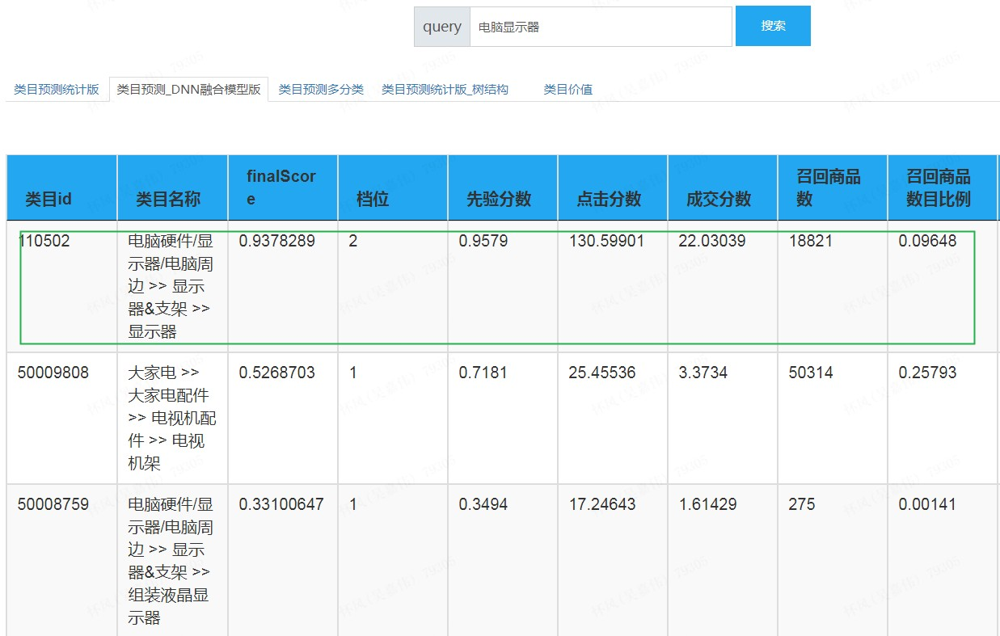 query 电脑显示器 搜索
类目预测统计版 类目预测_DNN融合模型版 类目预测多分类 类目预测统计版_树结构 类目价值
类目id 类目名称 finalScor
e 档位 先验分数 点击分数 成交分数 召回商品
数 召回商品
数目比例
110502 电脑硬件/显 0.9378289 2 0.9579 130.59901 22.03039 18821 0.09648
示器/电脑周
边 >> 显示
器&支架 >>
显示器
50009808 大家电 >> 0.5268703 1 0.7181 25.45536 3.3734 50314 0.25793
大家电配件
>> 电视机配
件 >> 电视
机架
50008759 电脑硬件/显 0.33100647 1 0.3494 17.24643 1.61429 275 0.00141
示器/电脑周
边 >> 显示
器&支架 >>
组装液晶显
示器